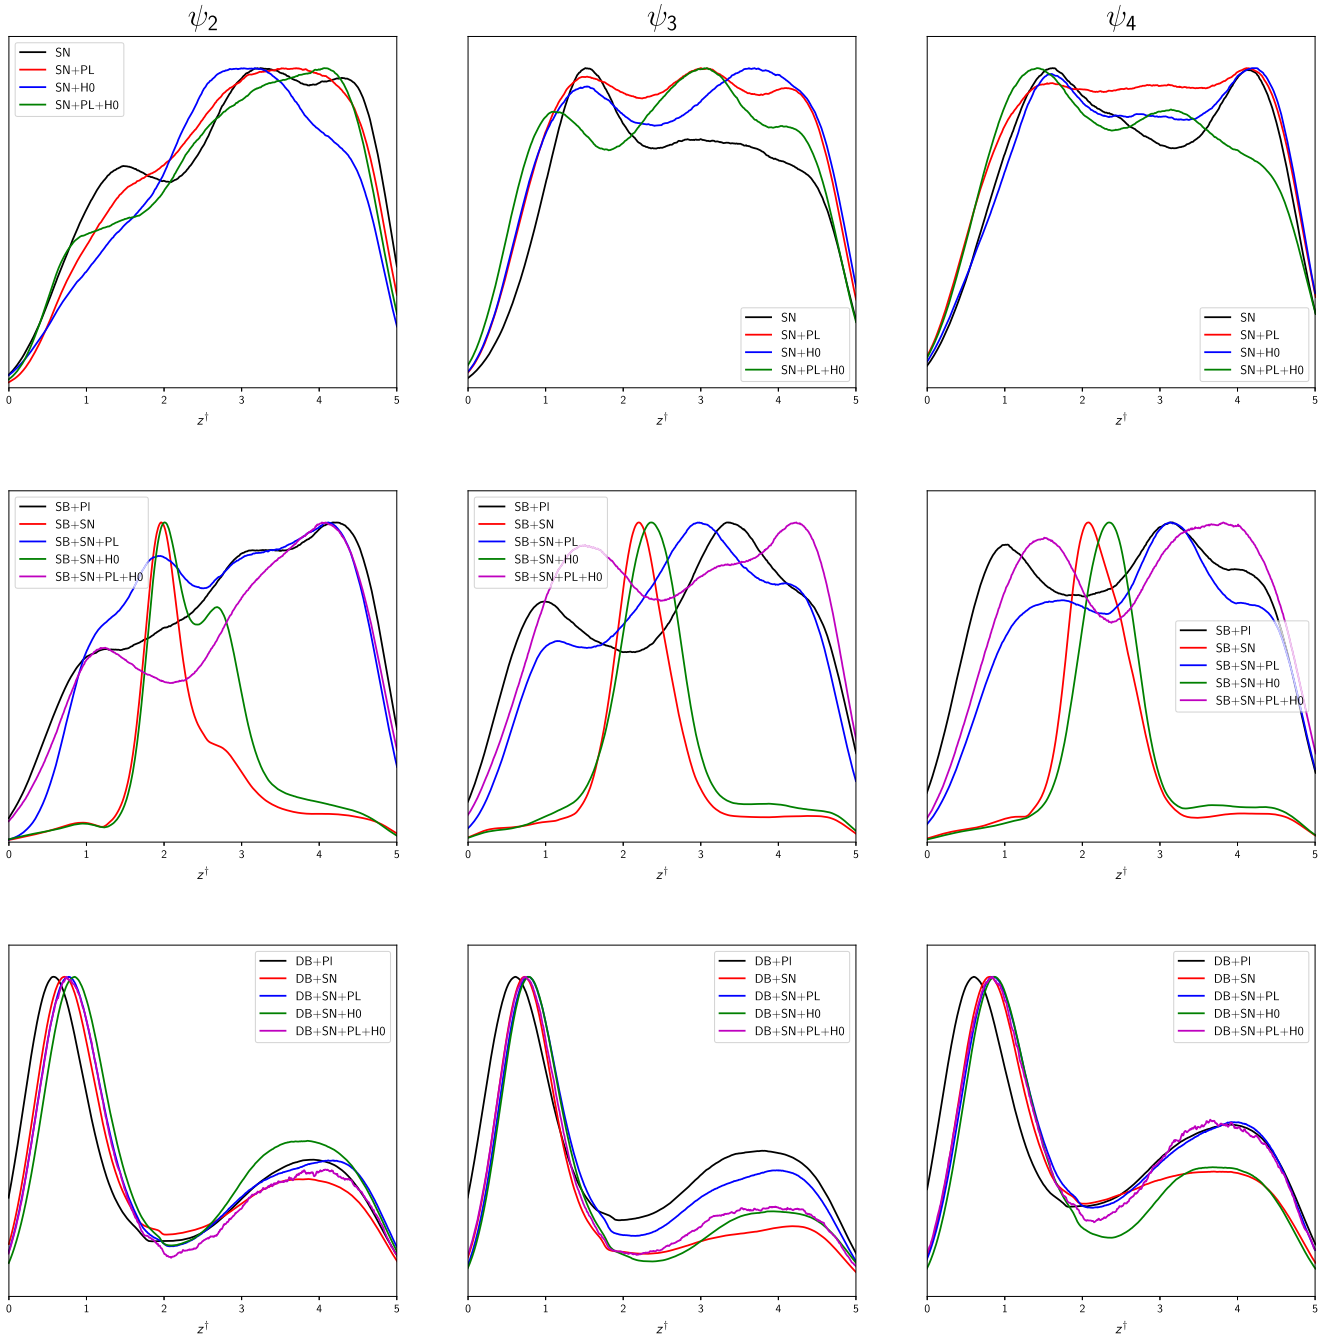 ψ₂ ψ₃ ψ₄
SN
SN+PL
SN+H0
SN+PL+H0
0 1 2 3 4 5
z†
SN
SN+PL
SN+H0
SN+PL+H0
0 1 2 3 4 5
z†
SN
SN+PL
SN+H0
SN+PL+H0
0 1 2 3 4 5
z†
SB+PI
SB+SN
SB+SN+PL
SB+SN+H0
SB+SN+PL+H0
0 1 2 3 4 5
z†
SB+PI
SB+SN
SB+SN+PL
SB+SN+H0
SB+SN+PL+H0
0 1 2 3 4 5
z†
SB+PI
SB+SN
SB+SN+PL
SB+SN+H0
SB+SN+PL+H0
0 1 2 3 4 5
z†
DB+PI
DB+SN
DB+SN+PL
DB+SN+H0
DB+SN+PL+H0
0 1 2 3 4 5
z†
DB+PI
DB+SN
DB+SN+PL
DB+SN+H0
DB+SN+PL+H0
0 1 2 3 4 5
z†
DB+PI
DB+SN
DB+SN+PL
DB+SN+H0
DB+SN+PL+H0
0 1 2 3 4 5
z†